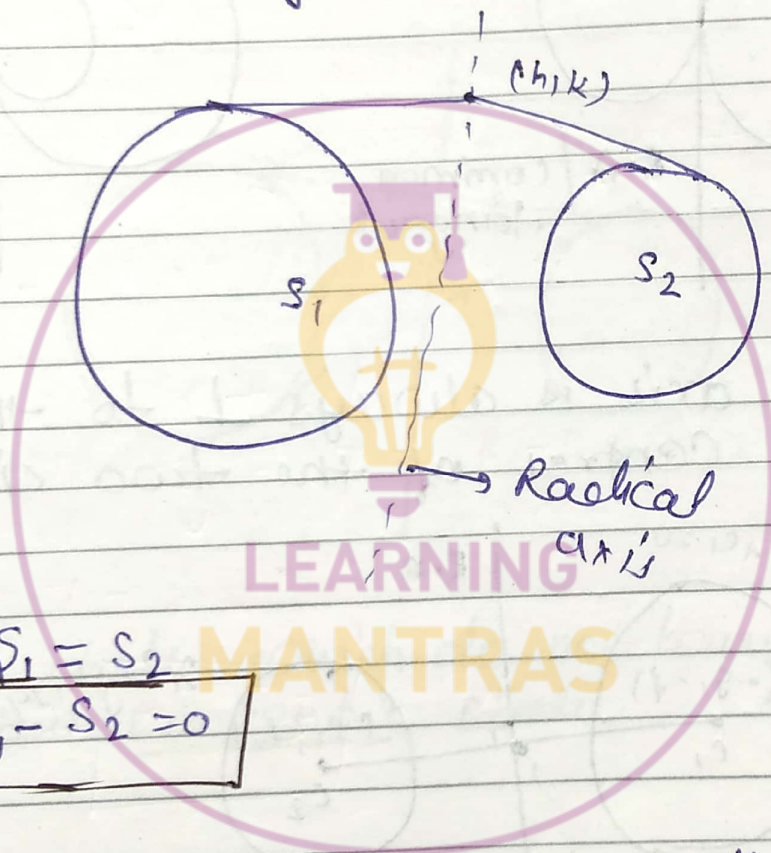 (h,k)
S1
S2
Radical
axis
LEARNING
MANTRAS
S1 = S2
- S2 = 0